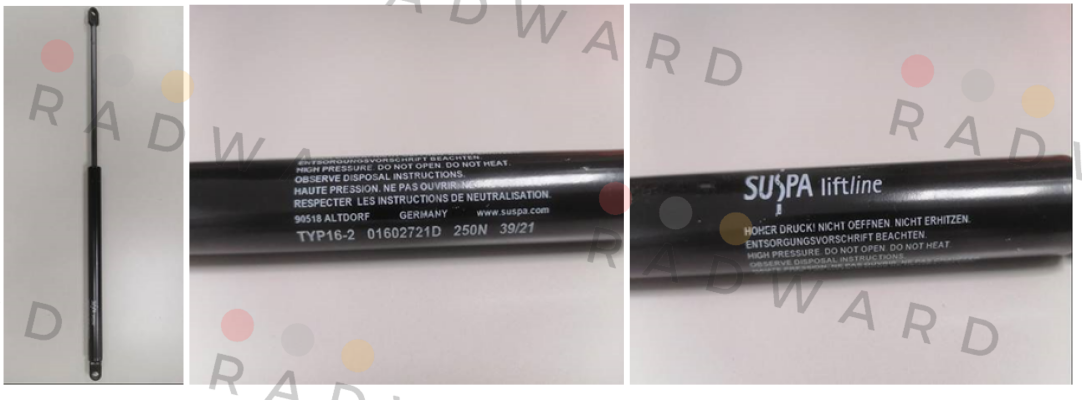 RADWARD
ENTSORGUNGSVORSCHRIFT BEACHTEN.
HIGH PRESSURE. DO NOT OPEN. DO NOT HEAT.
OBSERVE DISPOSAL INSTRUCTIONS.
HAUTE PRESSION. NE PAS OUVRIR.
RESPECTER LES INSTRUCTIONS DE NEUTRALISATION.
90518 ALTDORF GERMANY www.suspa.com
TYP16-2 01602721D 250N 39/21
SUSPA liftline
HOHER DRUCK! NICHT OEFFNEN. NICHT ERHITZEN.
ENTSORGUNGSVORSCHRIFT BEACHTEN.
HIGH PRESSURE. DO NOT OPEN. DO NOT HEAT
OBSERVE DISPOSAL INSTRUCTIONS.
RADWARD